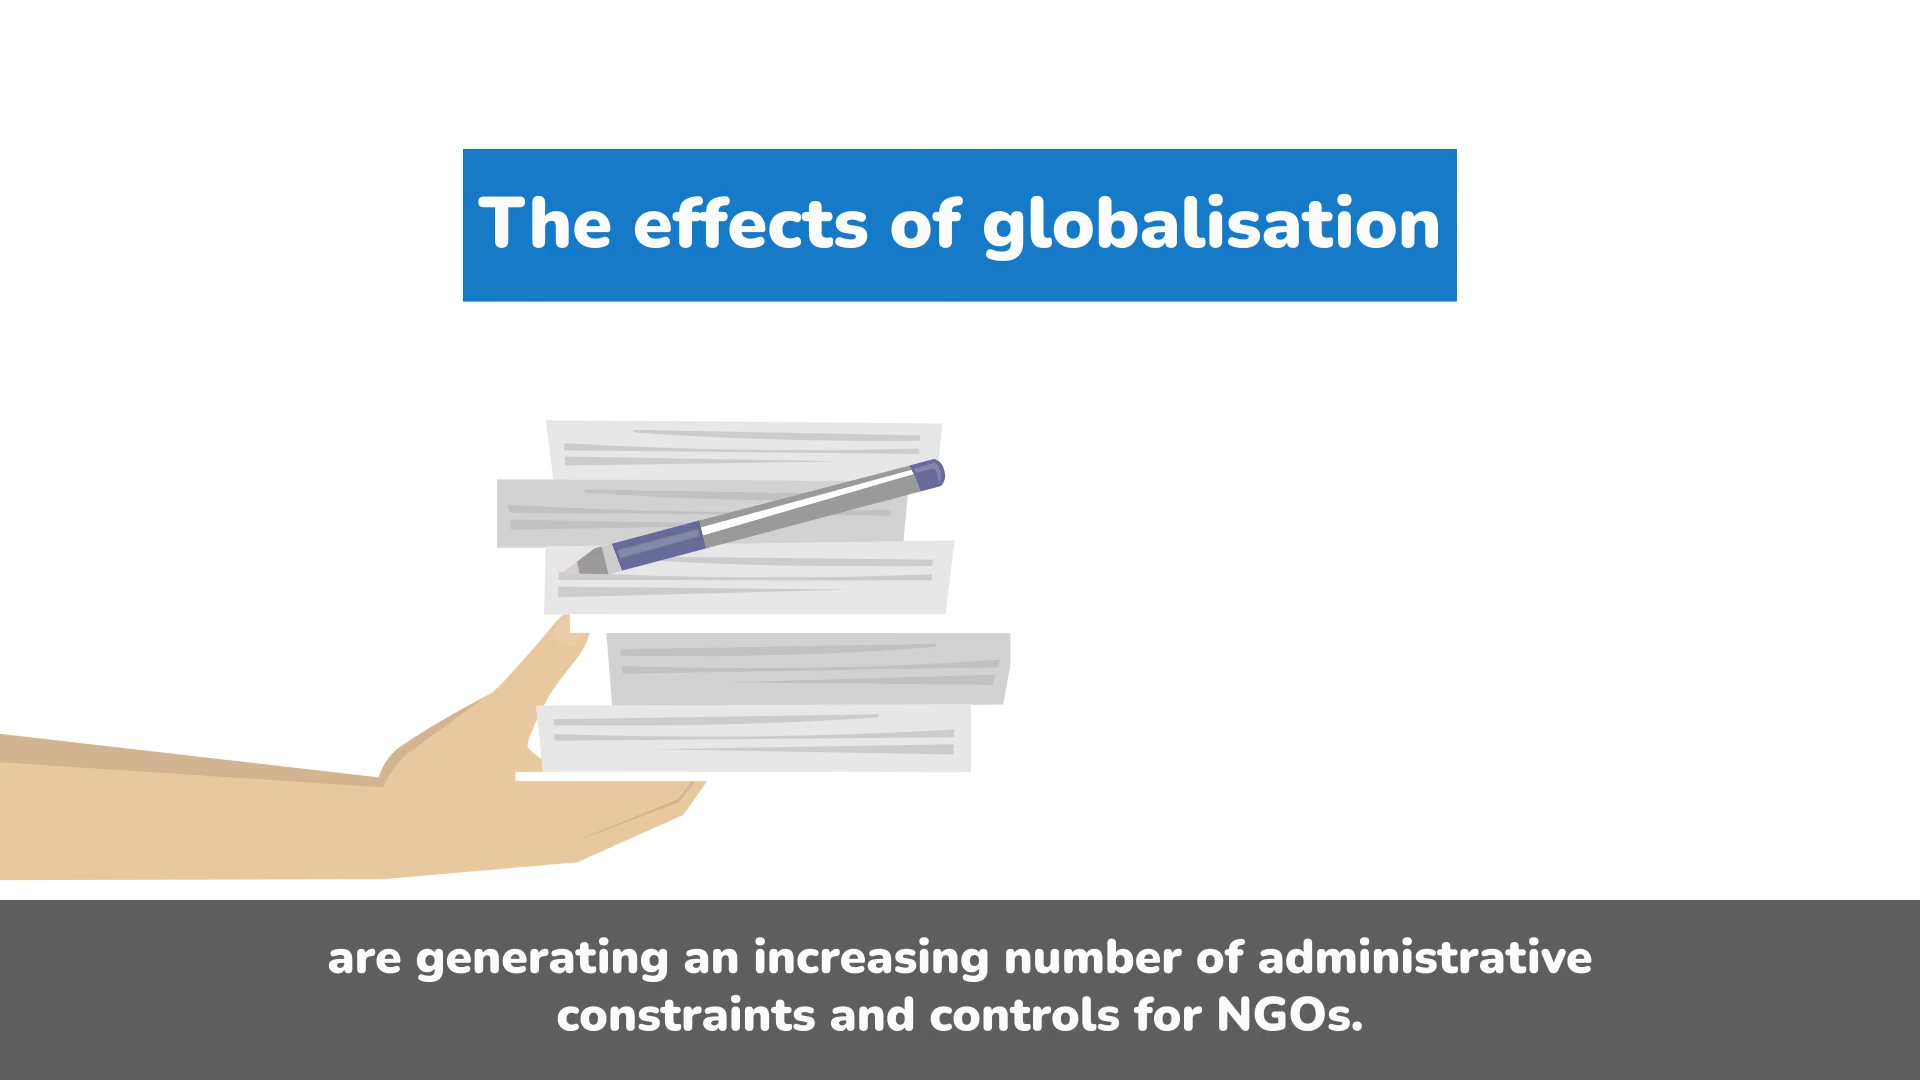 The effects of globalisation
are generating an increasing number of administrative
constraints and controls for NGOs.